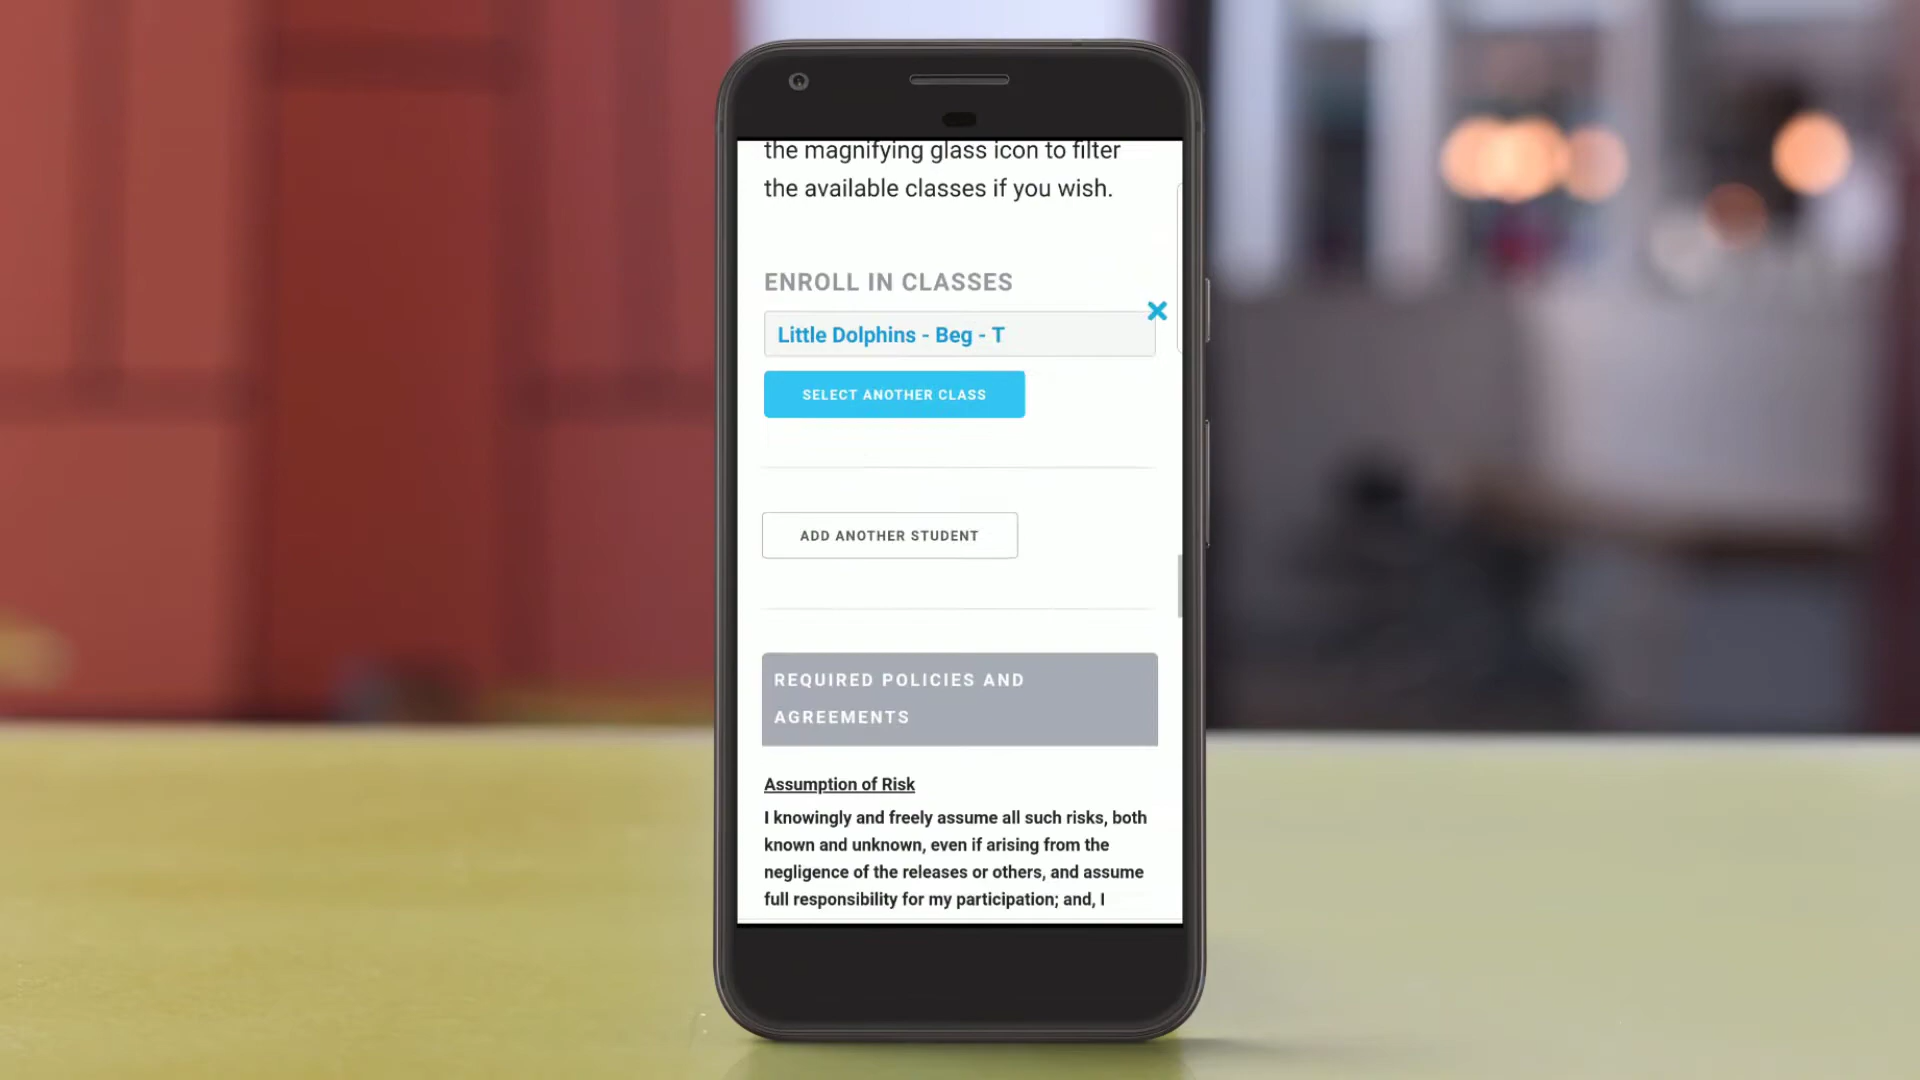 the magnifying glass icon to filter
the available classes if you wish.
ENROLL IN CLASSES
Little Dolphins - Beg - T
SELECT ANOTHER CLASS
ADD ANOTHER STUDENT
REQUIRED POLICIES AND
AGREEMENTS
Assumption of Risk
I knowingly and freely assume all such risks, both
known and unknown, even if arising from the
negligence of the releases or others, and assume
full responsibility for my participation; and, I